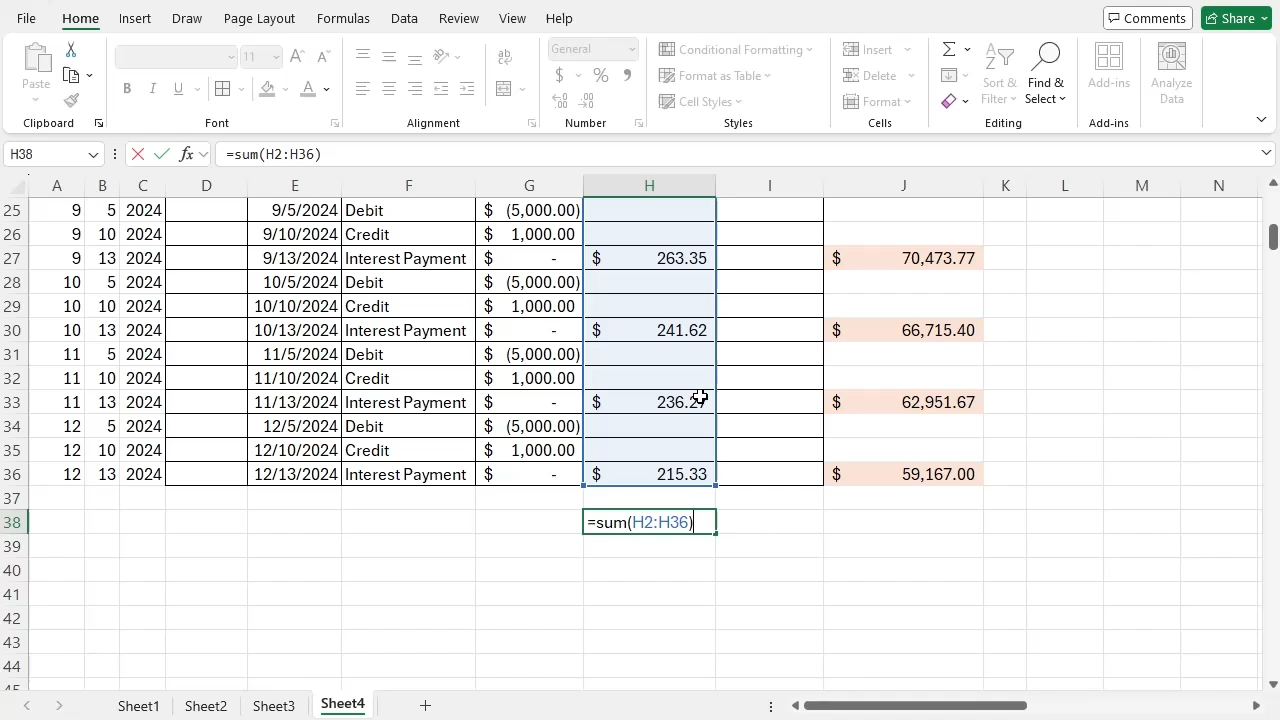 File Home Insert Draw Page Layout Formulas Data Review View Help Comments Share
Paste
11
General
Conditional Formatting
Format as Table
Cell Styles
Insert
Delete
Format
Sort & Filter
Find & Select
Add-ins
Analyze Data
Clipboard Font Alignment Number Styles Cells Editing Add-ins
H38 fx =sum(H2:H36)
A B C D E F G H I J K L M N
25 9 5 2024 9/5/2024 Debit $ (5,000.00)
26 9 10 2024 9/10/2024 Credit $ 1,000.00
27 9 13 2024 9/13/2024 Interest Payment $ - $ 263.35 $ 70,473.77
28 10 5 2024 10/5/2024 Debit $ (5,000.00)
29 10 10 2024 10/10/2024 Credit $ 1,000.00
30 10 13 2024 10/13/2024 Interest Payment $ - $ 241.62 $ 66,715.40
31 11 5 2024 11/5/2024 Debit $ (5,000.00)
32 11 10 2024 11/10/2024 Credit $ 1,000.00
33 11 13 2024 11/13/2024 Interest Payment $ - $ $ 62,951.67
34 12 5 2024 12/5/2024 Debit $ (5,000.00)
35 12 10 2024 12/10/2024 Credit $ 1,000.00
36 12 13 2024 12/13/2024 Interest Payment $ - $ 215.33 $ 59,167.00
37
38 =sum(H2:H36)
39
40
41
42
43
44
Sheet1 Sheet2 Sheet3 Sheet4